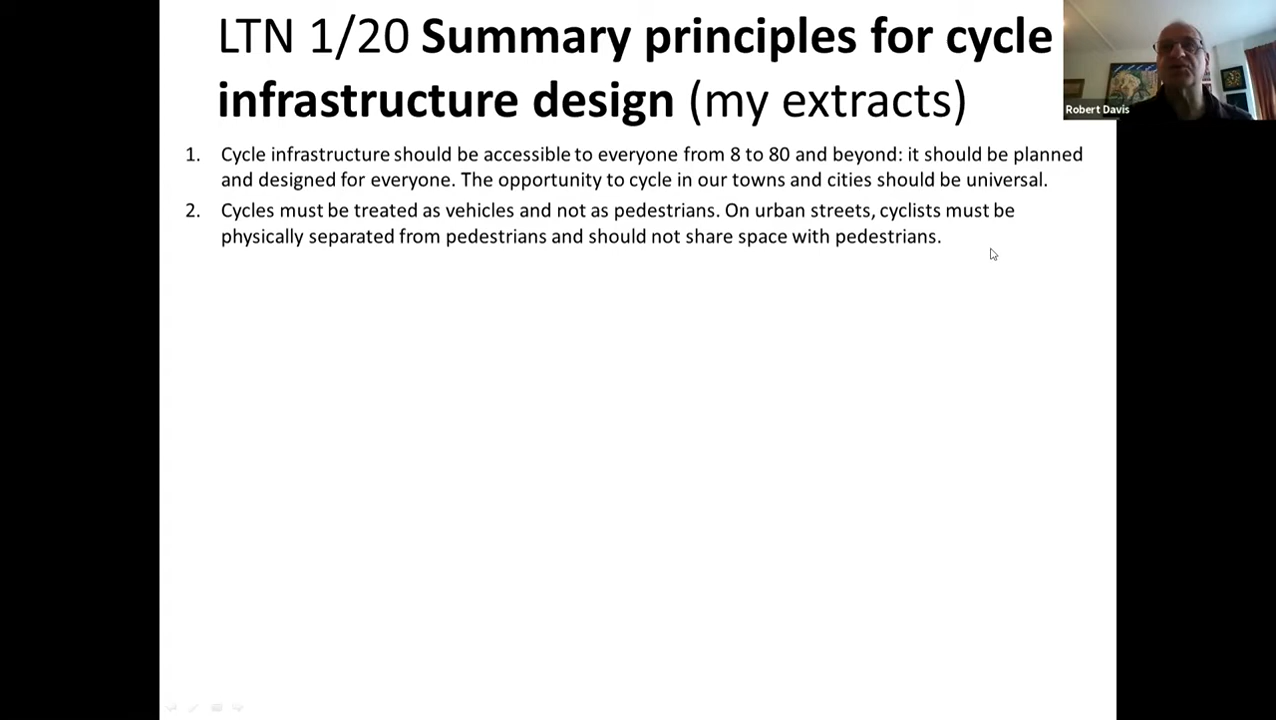 LTN 1/20 Summary principles for cycle
infrastructure design (my extracts)
Robert Davis
1. Cycle infrastructure should be accessible to everyone from 8 to 80 and beyond: it should be planned
and designed for everyone. The opportunity to cycle in our towns and cities should be universal.
2. Cycles must be treated as vehicles and not as pedestrians. On urban streets, cyclists must be
physically separated from pedestrians and should not share space with pedestrians.